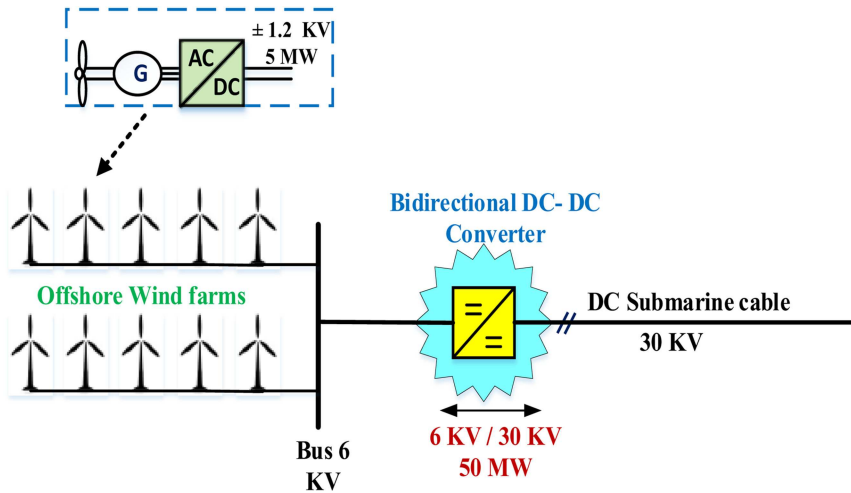 ± 1.2 KV
5 MW
AC
DC
G
Bidirectional DC- DC
Converter
Offshore Wind farms
DC Submarine cable
30 KV
6 KV / 30 KV
50 MW
Bus 6
KV